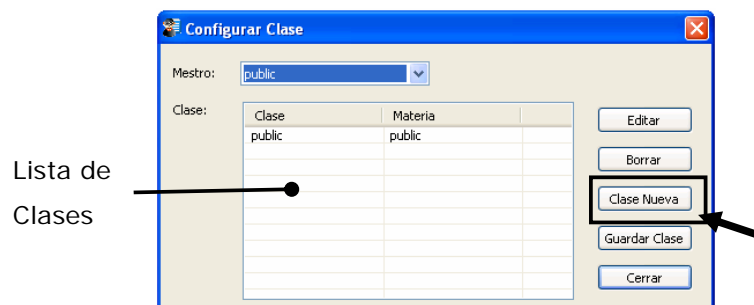 Configurar Clase
Mestro:
public
Clase:
Clase Materia
public public
Editar
Borrar
Clase Nueva
Guardar Clase
Cerrar
Lista de
Clases